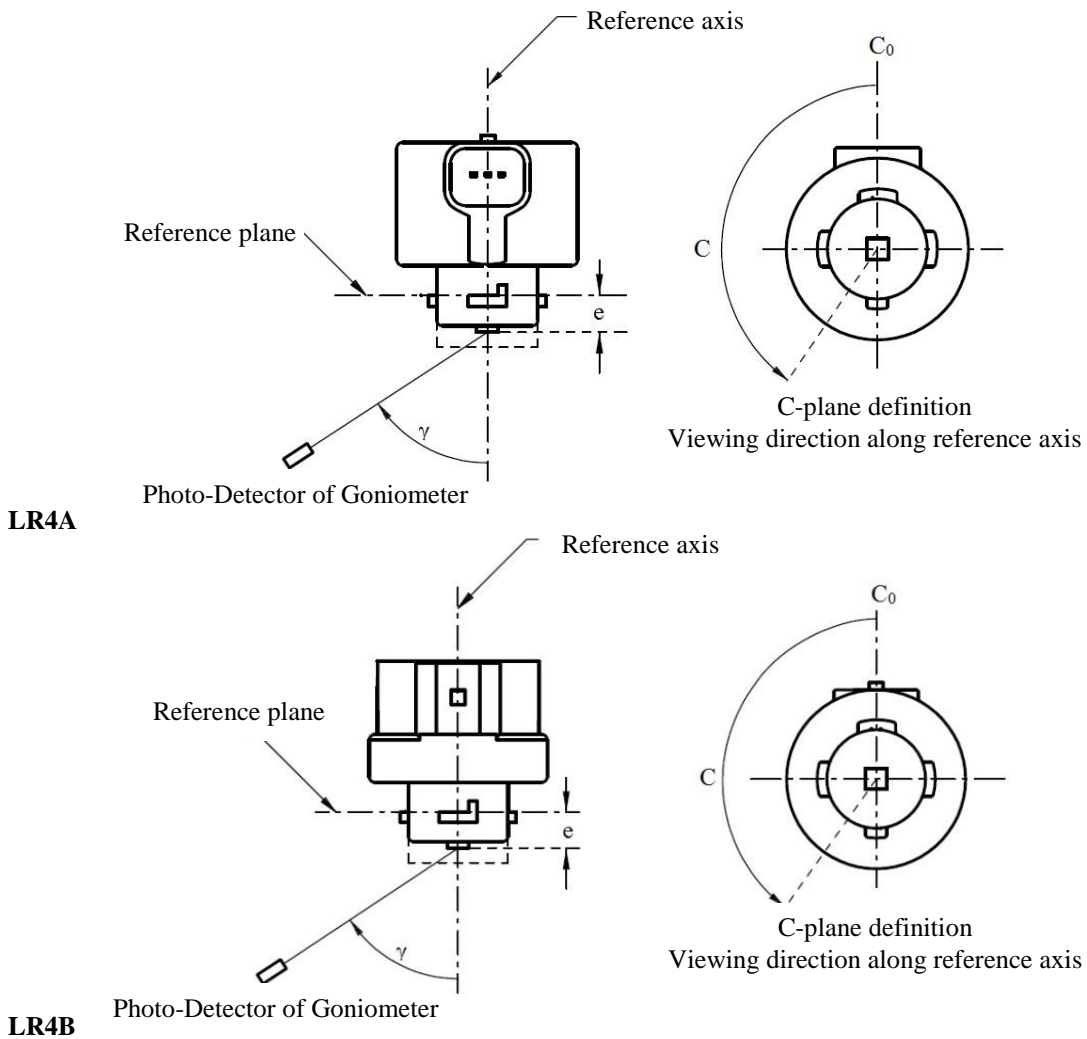 Reference axis
C₀
Reference plane
C
e
γ
C-plane definition
Viewing direction along reference axis
Photo-Detector of Goniometer
LR4A
Reference axis
C₀
Reference plane
C
e
γ
C-plane definition
Viewing direction along reference axis
Photo-Detector of Goniometer
LR4B